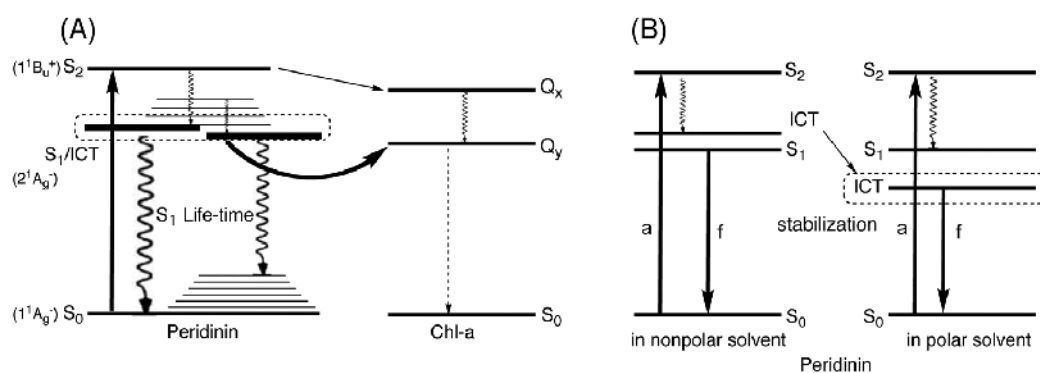 (A)
(1¹Bᵤ⁺) S₂
Qₓ
S₁/ICT
Q_y
(2¹A_g⁻)
S₁ Life-time
(1¹A_g⁻) S₀
S₀
Peridinin
Chl-a
(B)
S₂
S₂
ICT
S₁
S₁
ICT
a
f
stabilization
a
f
S₀
S₀
in nonpolar solvent
in polar solvent
Peridinin